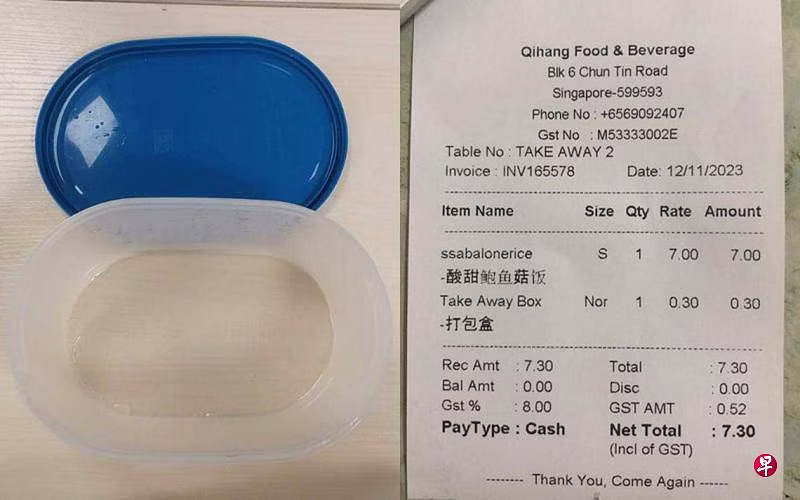 Qihang Food & Beverage
Blk 6 Chun Tin Road
Singapore-599593
Phone No : +6569092407
Gst No : M53333002E
Table No : TAKE AWAY 2
Invoice : INV165578 Date: 12/11/2023
Item Name Size Qty Rate Amount
ssabalonerice S 1 7.00 7.00
-酸甜鲍鱼菇饭
Take Away Box Nor 1 0.30 0.30
-打包盒
Rec Amt : 7.30 Total : 7.30
Bal Amt : 0.00 Disc : 0.00
Gst % : 8.00 GST AMT : 0.52
PayType : Cash Net Total : 7.30
(Incl of GST)
-------- Thank You, Come Again ------
早